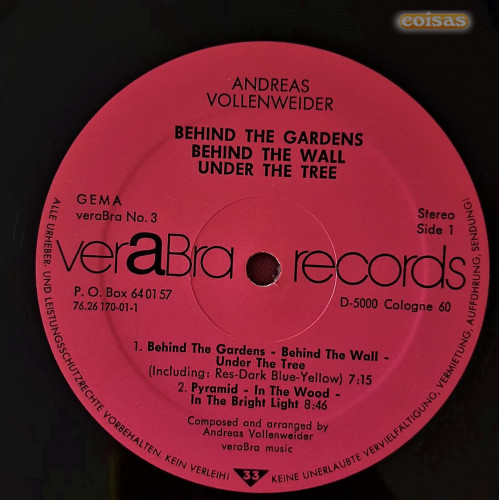 coisas
ANDREAS
VOLLENWEIDER
BEHIND THE GARDENS
BEHIND THE WALL
UNDER THE TREE
GEMA
veraBra No. 3
Stereo
Side 1
veraBra records
P. O. Box 64 01 57
76.26 170-01-1
D-5000 Cologne 60
1. Behind The Gardens - Behind The Wall -
Under The Tree
(Including: Res-Dark Blue-Yellow) 7:15
2. Pyramid - In The Wood -
In The Bright Light 8:46
Composed and arranged by
Andreas Vollenweider
veraBra music
ALLE URHEBER- UND LEISTUNGSSCHUTZRECHTE VORBEHALTEN KEIN VERLEIH! KEINE UNERLAUBTE VERVIELFÄLTIGUNG, VERMIETUNG, AUFFÜHRUNG, SENDUNG!
33